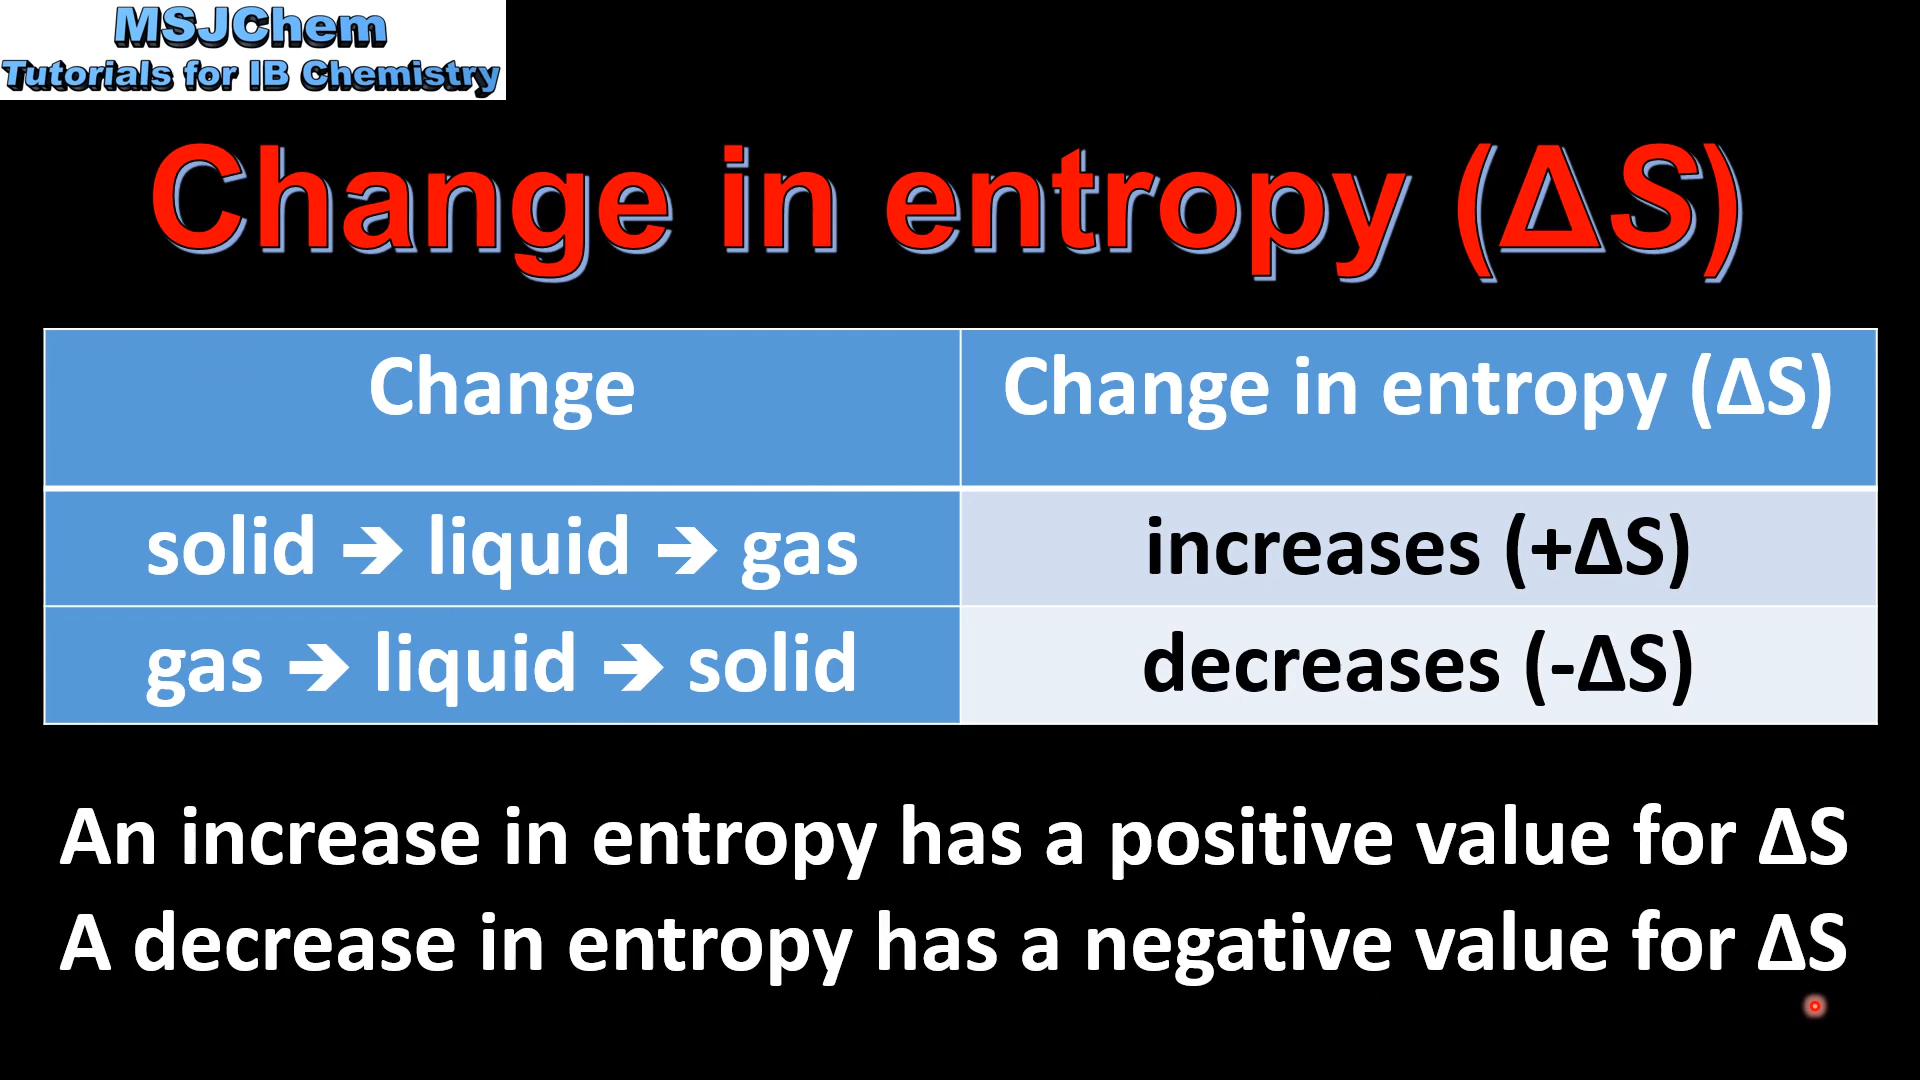 MSJChem
Tutorials for IB Chemistry
Change in entropy (ΔS)
Change
Change in entropy (ΔS)
solid ➔ liquid ➔ gas
increases (+ΔS)
gas ➔ liquid ➔ solid
decreases (-ΔS)
An increase in entropy has a positive value for ΔS
A decrease in entropy has a negative value for ΔS